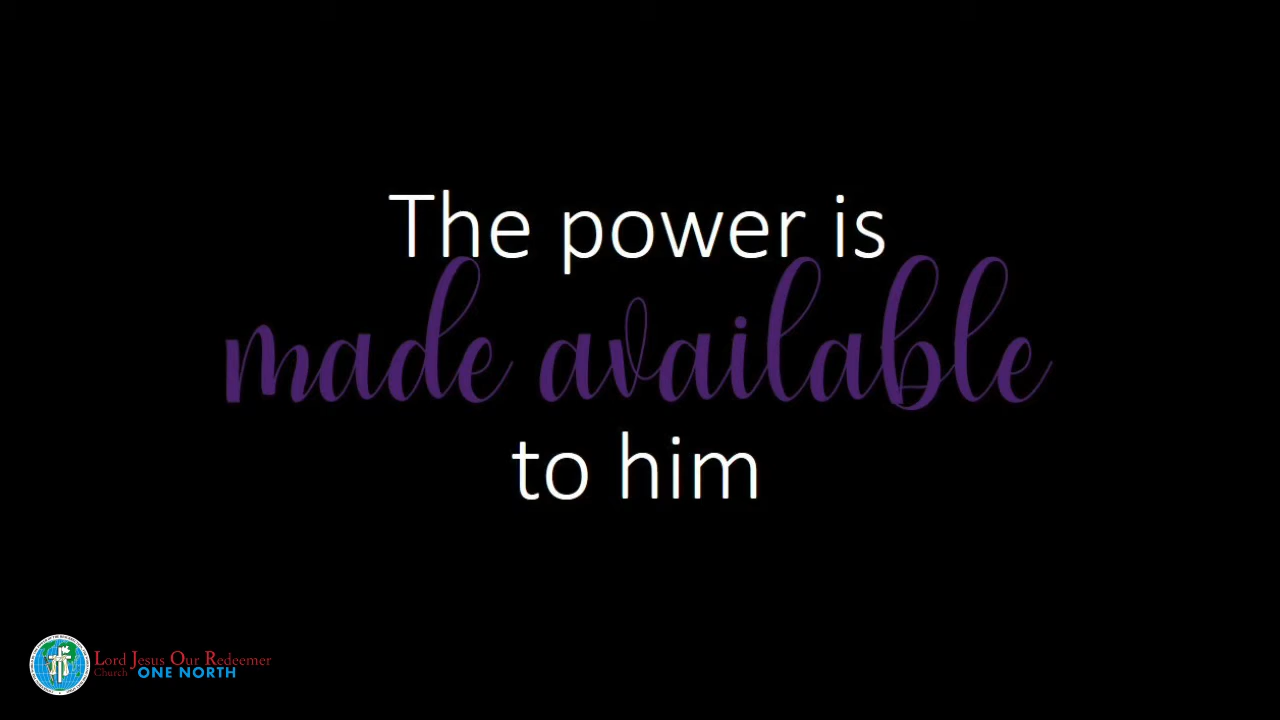 The power is
made available
to him
Lord Jesus Our Redeemer
Church ONE NORTH